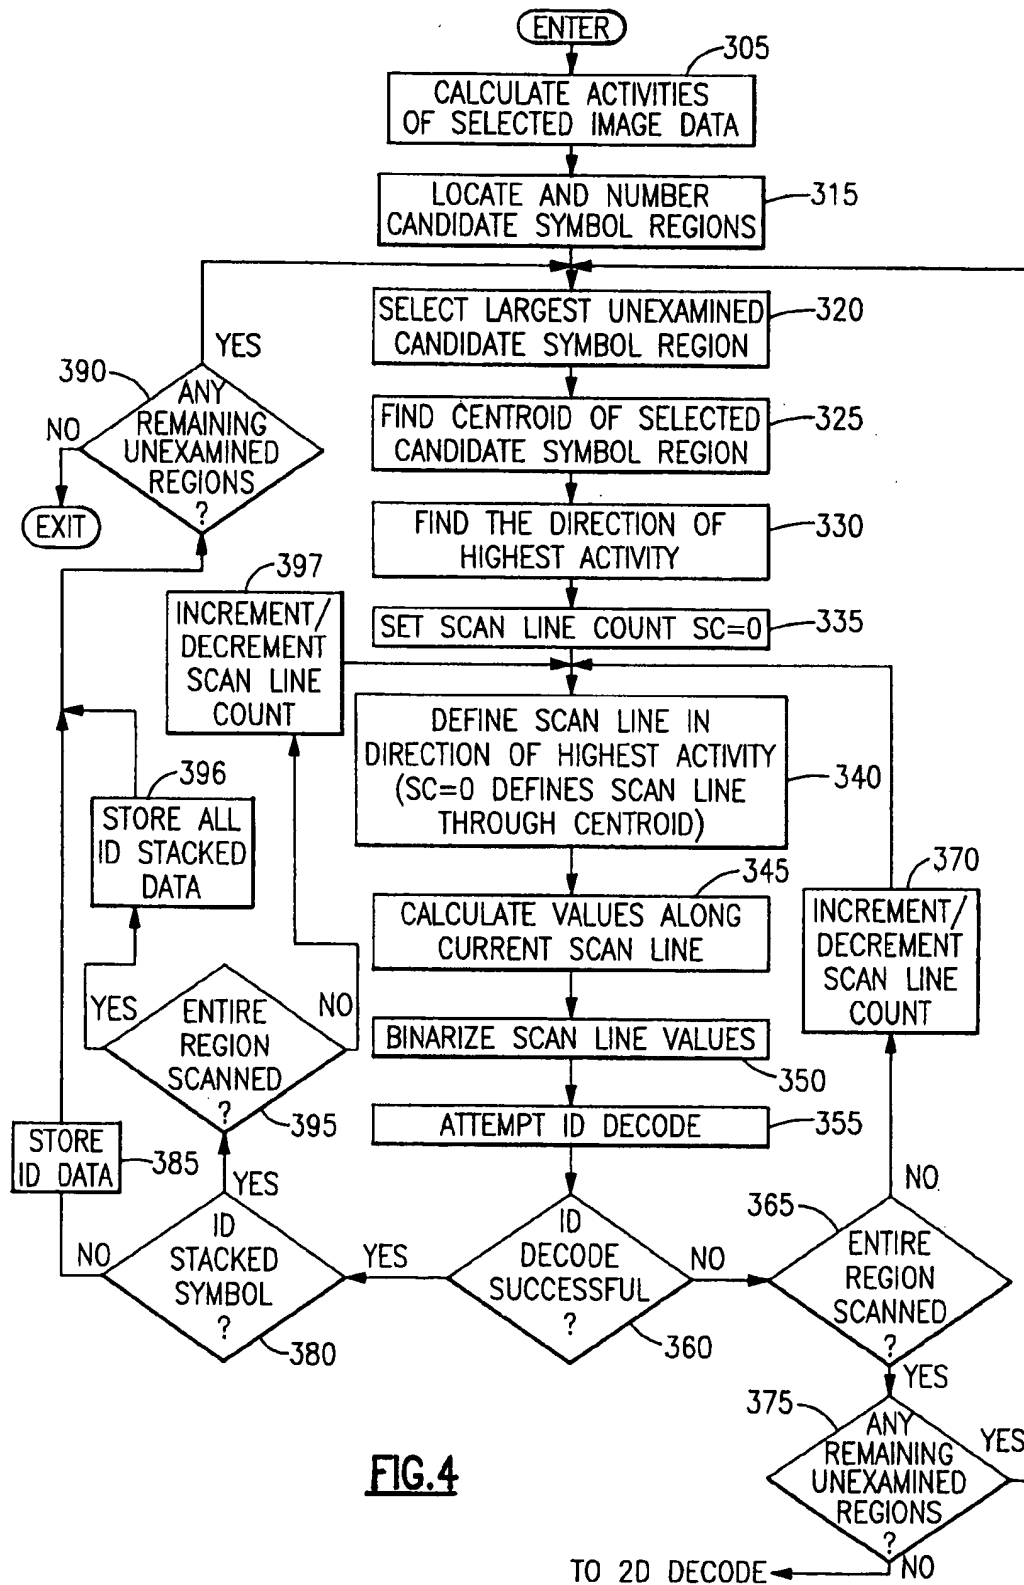 ENTER
305
CALCULATE ACTIVITIES
OF SELECTED IMAGE DATA
LOCATE AND NUMBER
CANDIDATE SYMBOL REGIONS
315
SELECT LARGEST UNEXAMINED
CANDIDATE SYMBOL REGION
320
YES
390
ANY
REMAINING
UNEXAMINED
REGIONS
?
NO
EXIT
FIND CENTROID OF SELECTED
CANDIDATE SYMBOL REGION
325
FIND THE DIRECTION OF
HIGHEST ACTIVITY
330
397
INCREMENT/
DECREMENT
SCAN LINE
COUNT
SET SCAN LINE COUNT SC=0
335
DEFINE SCAN LINE IN
DIRECTION OF HIGHEST ACTIVITY
(SC=0 DEFINES SCAN LINE
THROUGH CENTROID)
340
396
STORE ALL
ID STACKED
DATA
345
CALCULATE VALUES ALONG
CURRENT SCAN LINE
370
INCREMENT/
DECREMENT
SCAN LINE
COUNT
YES
ENTIRE
REGION
SCANNED
?
NO
395
BINARIZE SCAN LINE VALUES
350
ATTEMPT ID DECODE
355
STORE
ID DATA
385
YES
NO
ID
STACKED
SYMBOL
?
380
YES
ID
DECODE
SUCCESSFUL
?
360
NO
365
NO
ENTIRE
REGION
SCANNED
?
YES
375
ANY
REMAINING
UNEXAMINED
REGIONS
?
YES
NO
TO 2D DECODE
FIG.4